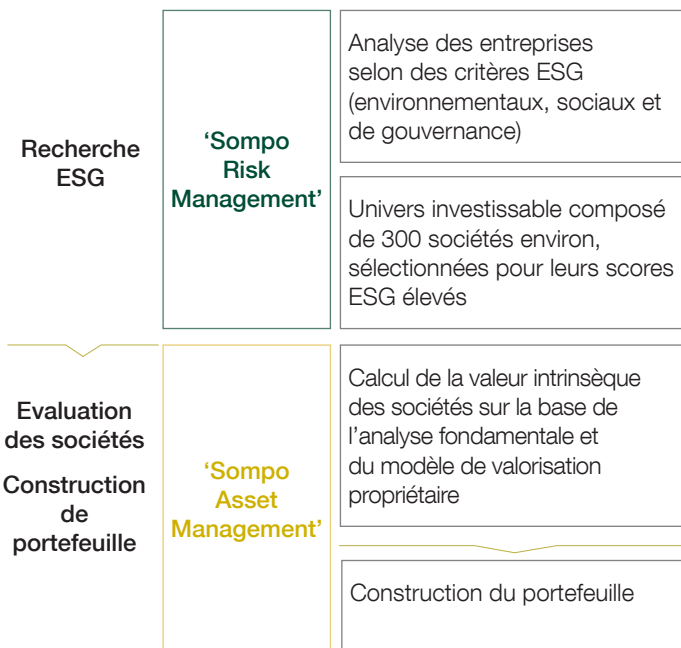 Recherche
ESG
‘Sompo
Risk
Management’
Analyse des entreprises
selon des critères ESG
(environnementaux, sociaux et
de gouvernance)
Univers investissable composé
de 300 sociétés environ,
sélectionnées pour leurs scores
ESG élevés
Evaluation
des sociétés
Construction
de
portefeuille
‘Sompo
Asset
Management’
Calcul de la valeur intrinsèque
des sociétés sur la base de
l’analyse fondamentale et
du modèle de valorisation
propriétaire
Construction du portefeuille